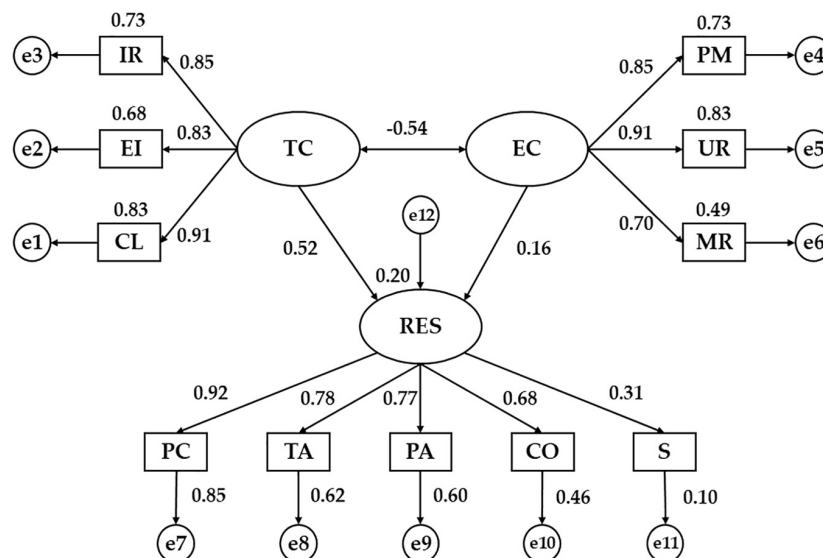 0.73
0.73
e3
IR
0.85
0.85
PM
e4
0.68
0.83
e2
EI
0.83
TC
-0.54
EC
0.91
UR
e5
0.83
0.49
e1
CL
0.91
e12
0.70
MR
e6
0.52
0.16
0.20
RES
0.92
0.78
0.77
0.68
0.31
PC
TA
PA
CO
S
0.85
0.62
0.60
0.46
0.10
e7
e8
e9
e10
e11